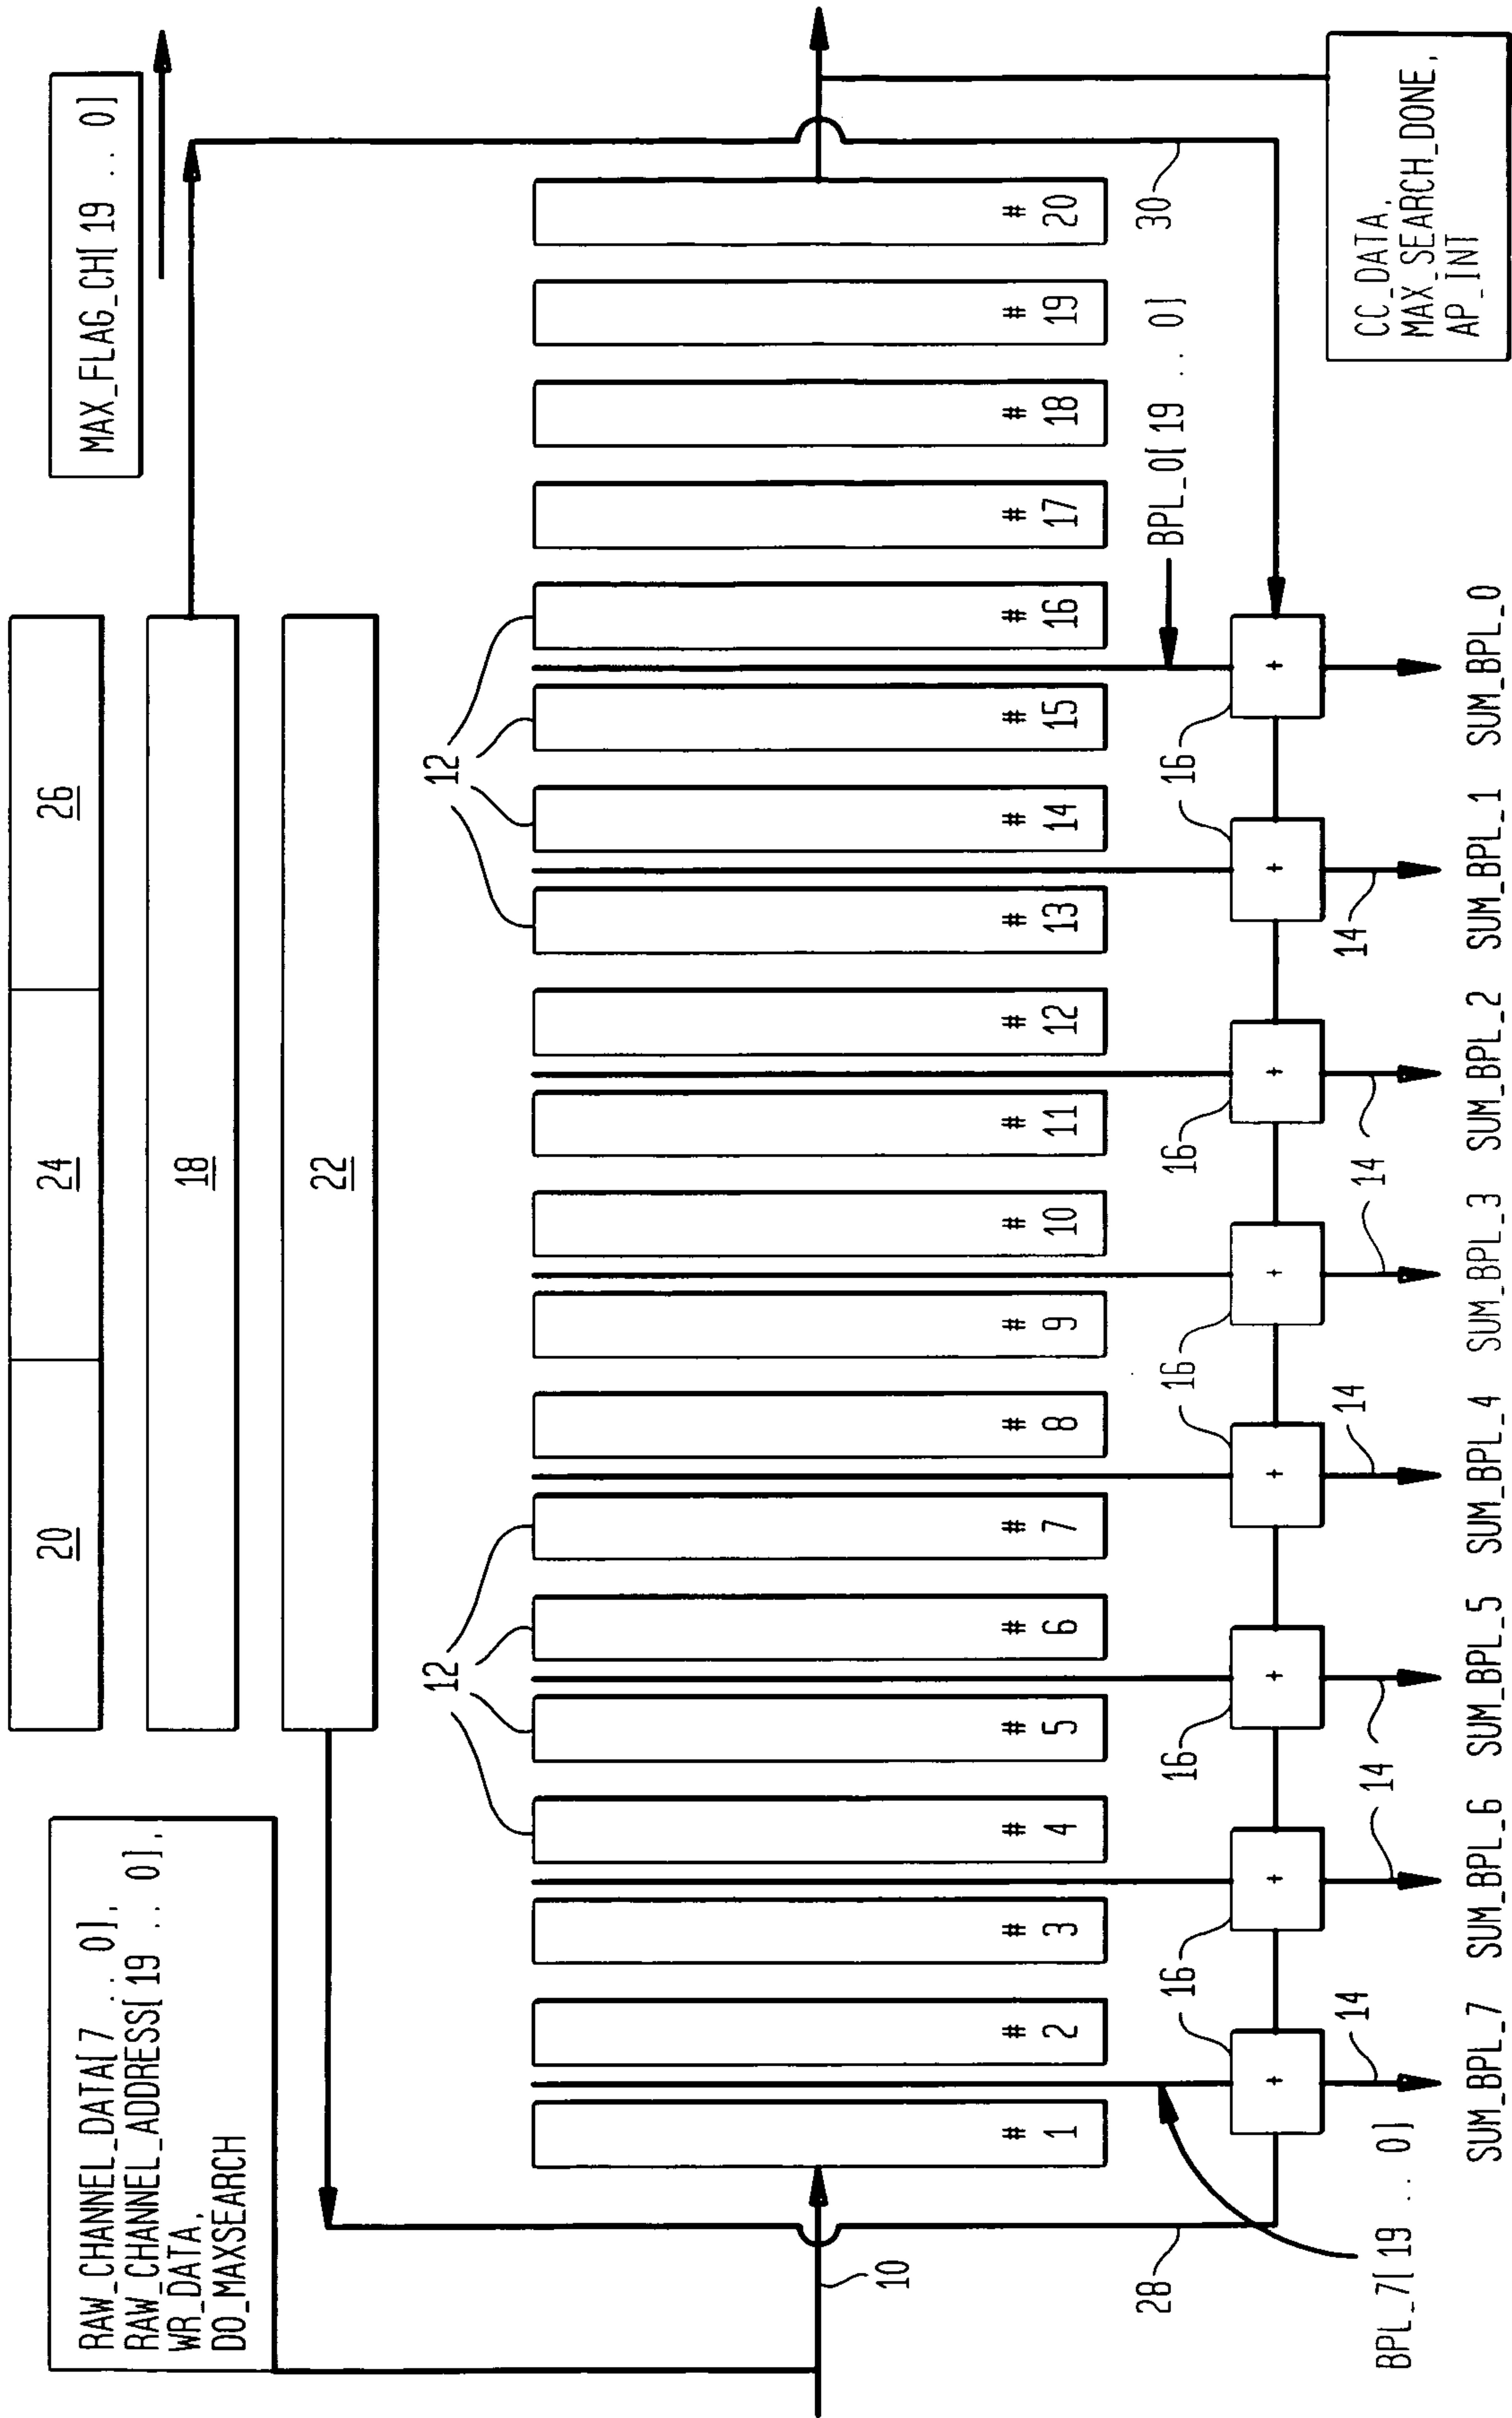 RAW_CHANNEL_DATA[7 ... 0],
RAW_CHANNEL_ADDRESS[19 ... 0],
WR_DATA,
DO_MAXSEARCH
20
24
26
18
22
MAX_FLAG_CH[19 .. 0]
12
12
10
# 1
# 2
# 3
# 4
# 5
# 6
# 7
# 8
# 9
# 10
# 11
# 12
# 13
# 14
# 15
# 16
# 17
# 18
# 19
# 20
28
BPL_7[19 .. 0]
BPL_0[19 .. 0]
30
16
16
16
16
16
16
16
16
+
+
+
+
+
+
+
+
14
14
14
14
14
14
14
SUM_BPL_7
SUM_BPL_6
SUM_BPL_5
SUM_BPL_4
SUM_BPL_3
SUM_BPL_2
SUM_BPL_1
SUM_BPL_0
CC_DATA,
MAX_SEARCH_DONE,
AP_INT